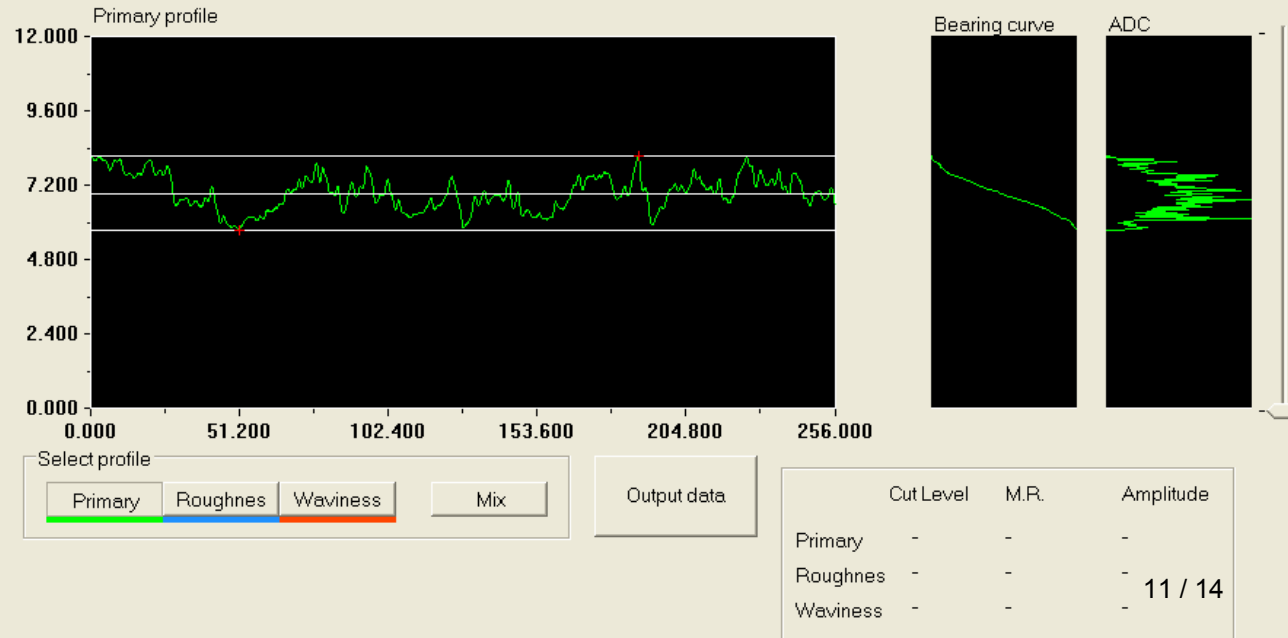 Primary profile
Bearing curve
ADC
12.000
9.600
7.200
4.800
2.400
0.000
0.000 51.200 102.400 153.600 204.800 256.000
Select profile
Primary Roughnes Waviness Mix
Output data
Cut Level M.R. Amplitude
Primary - - -
Roughnes - - -
11 / 14
Waviness - - -